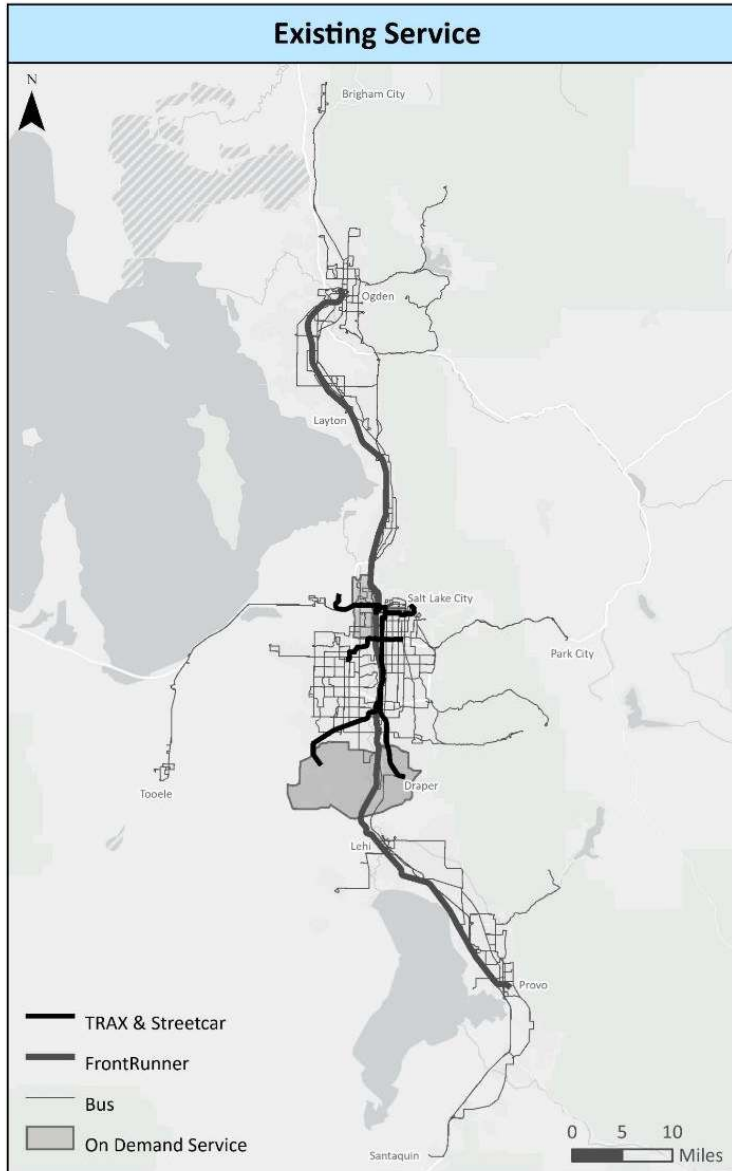 Existing Service
N
Brigham City
Ogden
Layton
Salt Lake City
Park City
Tooele
Draper
Lehi
Provo
TRAX & Streetcar
FrontRunner
Bus
On Demand Service
Santaquin
0 5 10
Miles